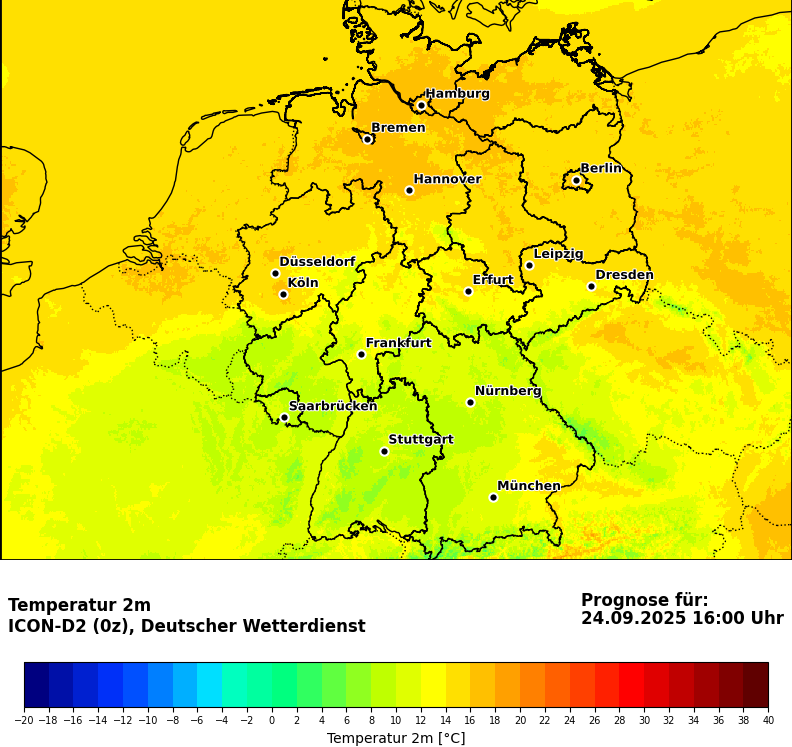 Hamburg
Bremen
Berlin
Hannover
Düsseldorf
Leipzig
Köln
Erfurt
Dresden
Frankfurt
Nürnberg
Saarbrücken
Stuttgart
München
Temperatur 2m
ICON-D2 (0z), Deutscher Wetterdienst
Prognose für:
24.09.2025 16:00 Uhr
−20 −18 −16 −14 −12 −10 −8 −6 −4 −2 0 2 4 6 8 10 12 14 16 18 20 22 24 26 28 30 32 34 36 38 40
Temperatur 2m [°C]